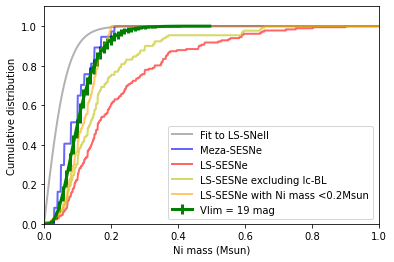 Cumulative distribution
1.0
0.8
0.6
0.4
0.2
0.0
Fit to LS-SNeII
Meza-SESNe
LS-SESNe
LS-SESNe excluding Ic-BL
LS-SESNe with Ni mass <0.2Msun
Vlim = 19 mag
0.0 0.2 0.4 0.6 0.8 1.0
Ni mass (Msun)